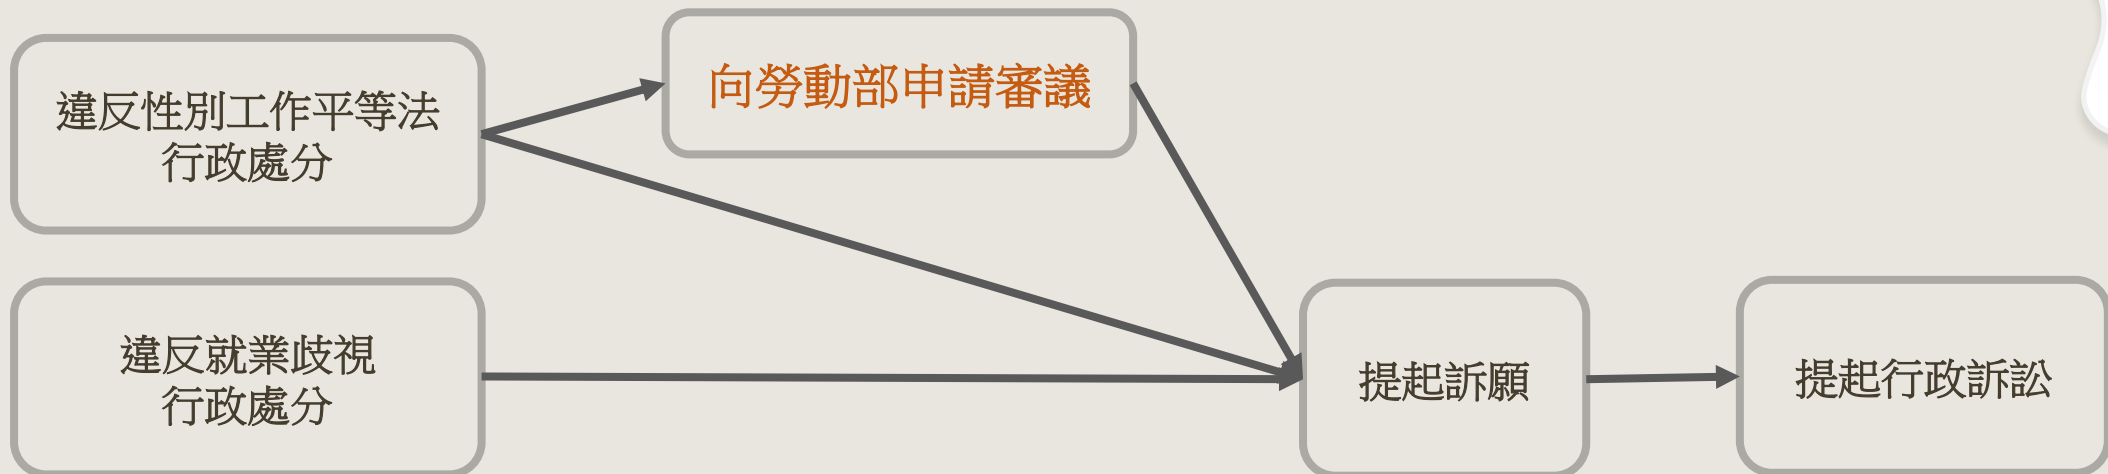 違反性別工作平等法
行政處分
向勞動部申請審議
違反就業歧視
行政處分
提起訴願
提起行政訴訟